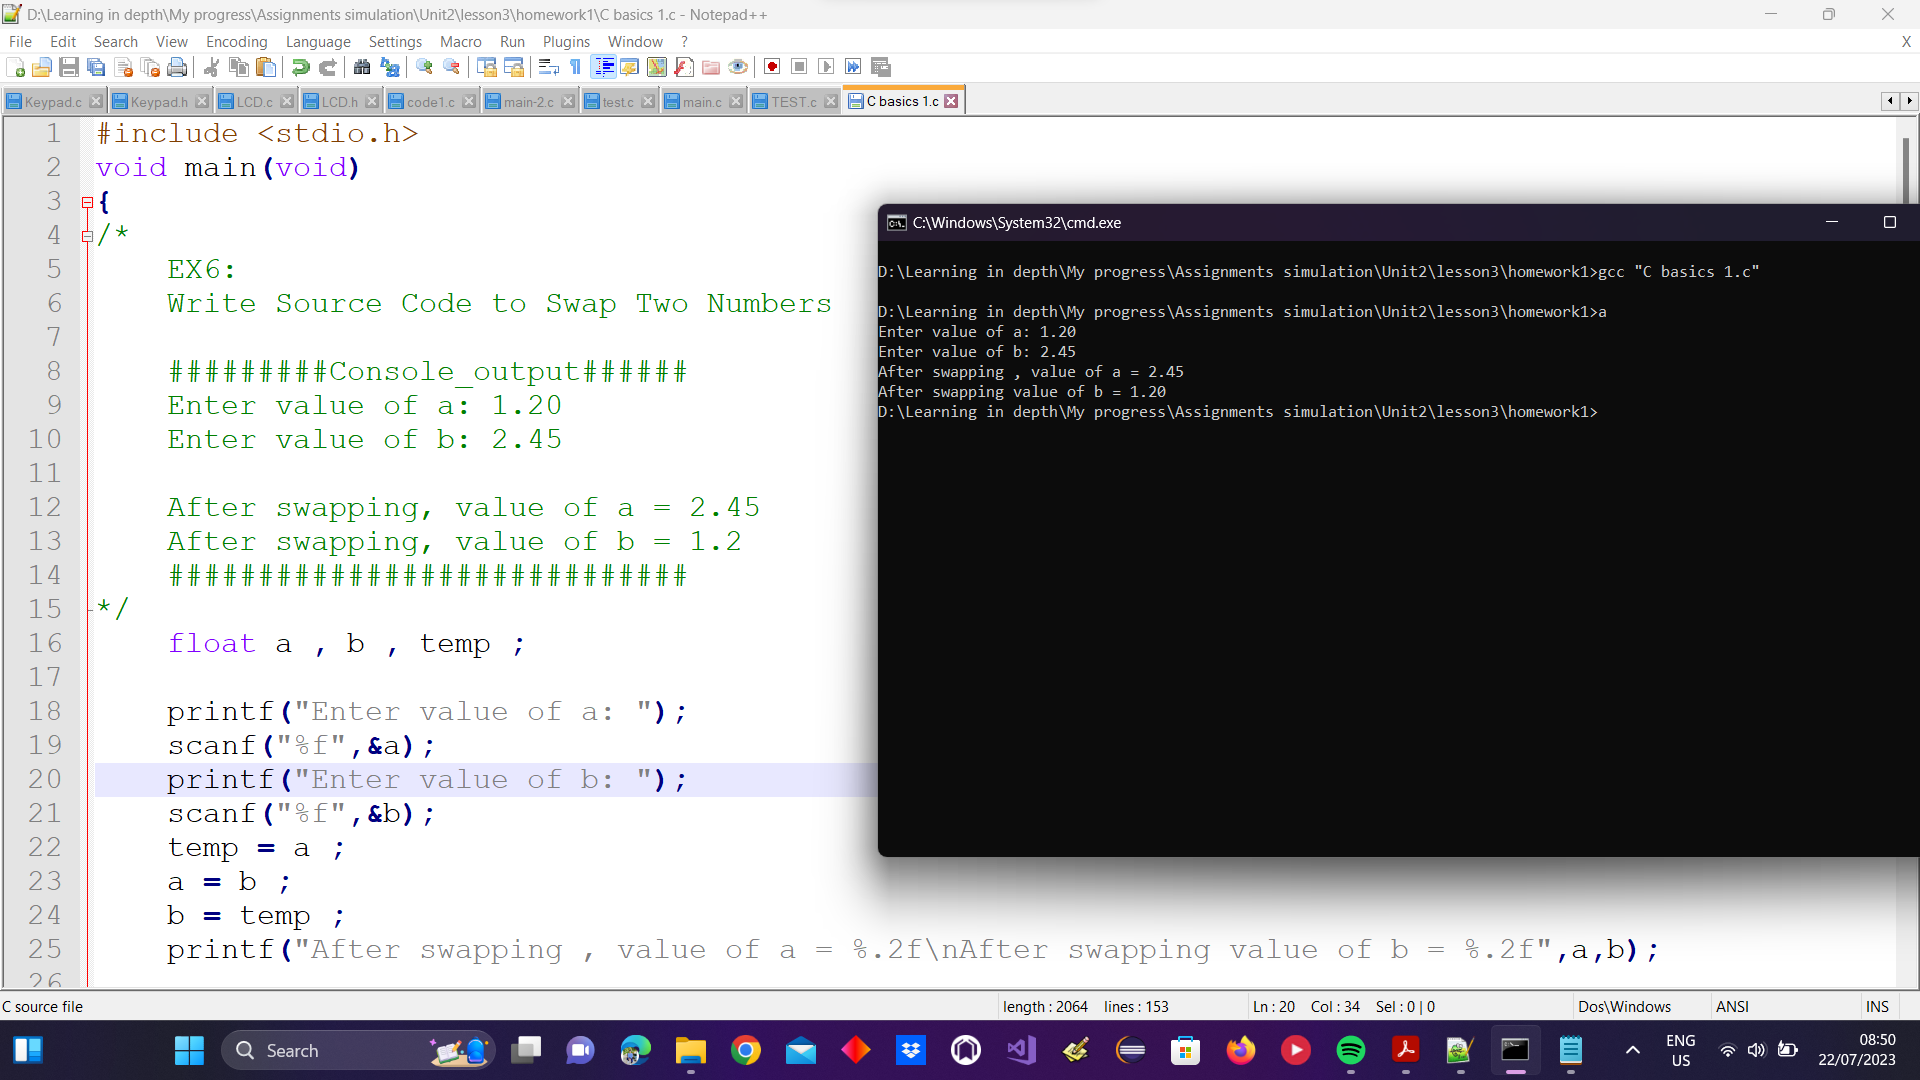 D:\Learning in depth\My progress\Assignments simulation\Unit2\lesson3\homework1\C basics 1.c - Notepad++
File Edit Search View Encoding Language Settings Macro Run Plugins Window ? X
Keypad.c Keypad.h LCD.c LCD.h code1.c main-2.c test.c main.c TEST.c C basics 1.c
1 #include <stdio.h>
2 void main(void)
3 {
4 /*
5 EX6:
6 Write Source Code to Swap Two Numbers
7
8 #########Console_output######
9 Enter value of a: 1.20
10 Enter value of b: 2.45
11
12 After swapping, value of a = 2.45
13 After swapping, value of b = 1.2
14 #############################
15 */
16 float a , b , temp ;
17
18 printf("Enter value of a: ");
19 scanf("%f",&a);
20 printf("Enter value of b: ");
21 scanf("%f",&b);
22 temp = a ;
23 a = b ;
24 b = temp ;
25 printf("After swapping , value of a = %.2f\nAfter swapping value of b = %.2f",a,b);
26
C:\Windows\System32\cmd.exe
D:\Learning in depth\My progress\Assignments simulation\Unit2\lesson3\homework1>gcc "C basics 1.c"
D:\Learning in depth\My progress\Assignments simulation\Unit2\lesson3\homework1>a
Enter value of a: 1.20
Enter value of b: 2.45
After swapping , value of a = 2.45
After swapping value of b = 1.20
D:\Learning in depth\My progress\Assignments simulation\Unit2\lesson3\homework1>
C source file length : 2064 lines : 153 Ln : 20 Col : 34 Sel : 0 | 0 Dos\Windows ANSI INS
Search
ENG
US
08:50
22/07/2023